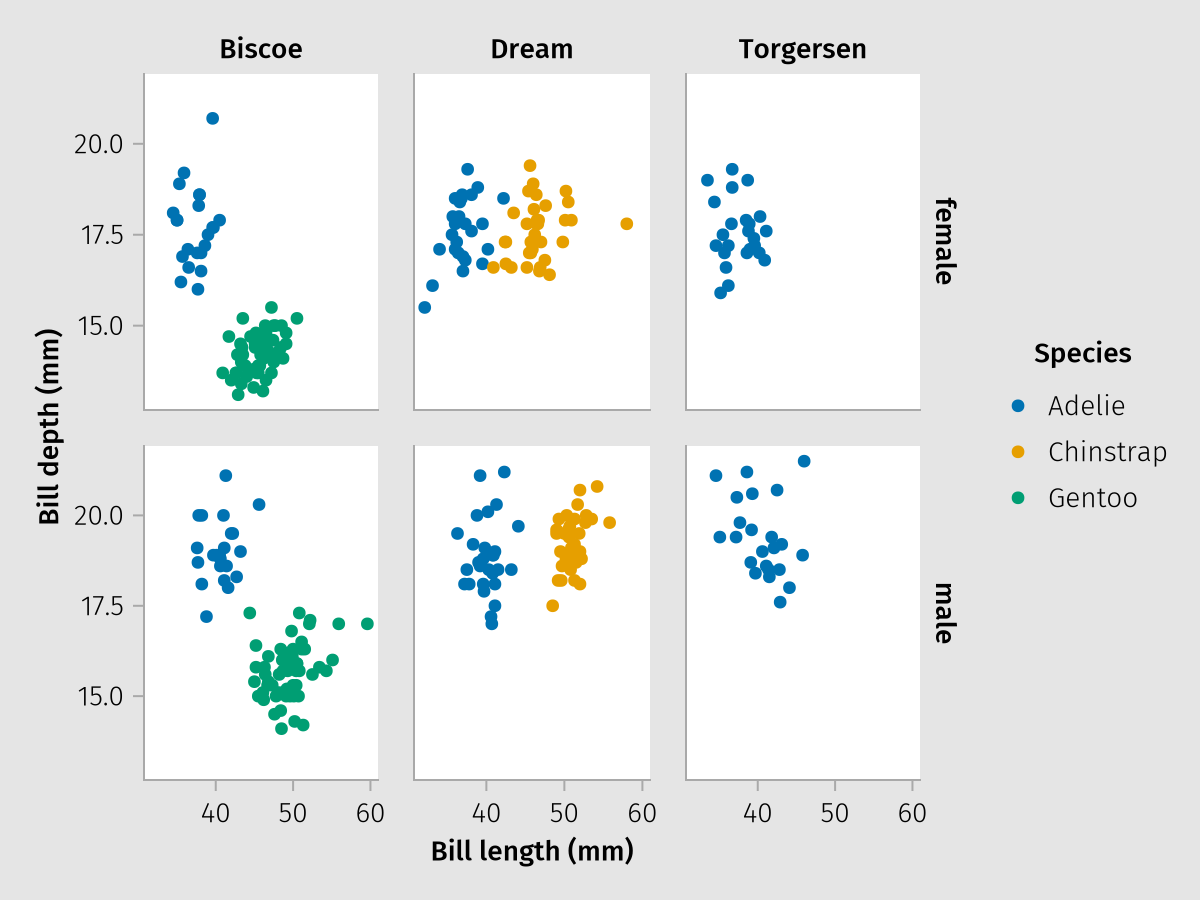 Biscoe
Dream
Torgersen
20.0
17.5
15.0
female
Bill depth (mm)
Species
Adelie
Chinstrap
Gentoo
20.0
17.5
15.0
male
40
50
60
40
50
60
40
50
60
Bill length (mm)